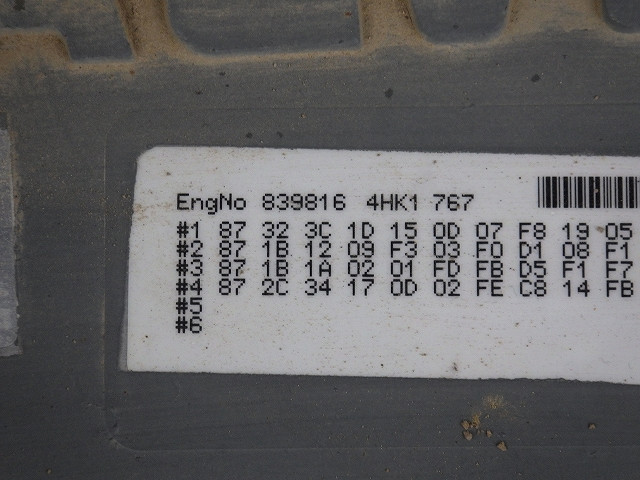 EngNo 839816 4HK1 767
#1 87 32 3C 1D 15 0D 07 F8 19 05
#2 87 1B 12 09 F3 03 F0 D1 08 F1
#3 87 1B 1A 02 01 FD FB D5 F1 F7
#4 87 2C 34 17 0D 02 FE C8 14 FB
#5
#6